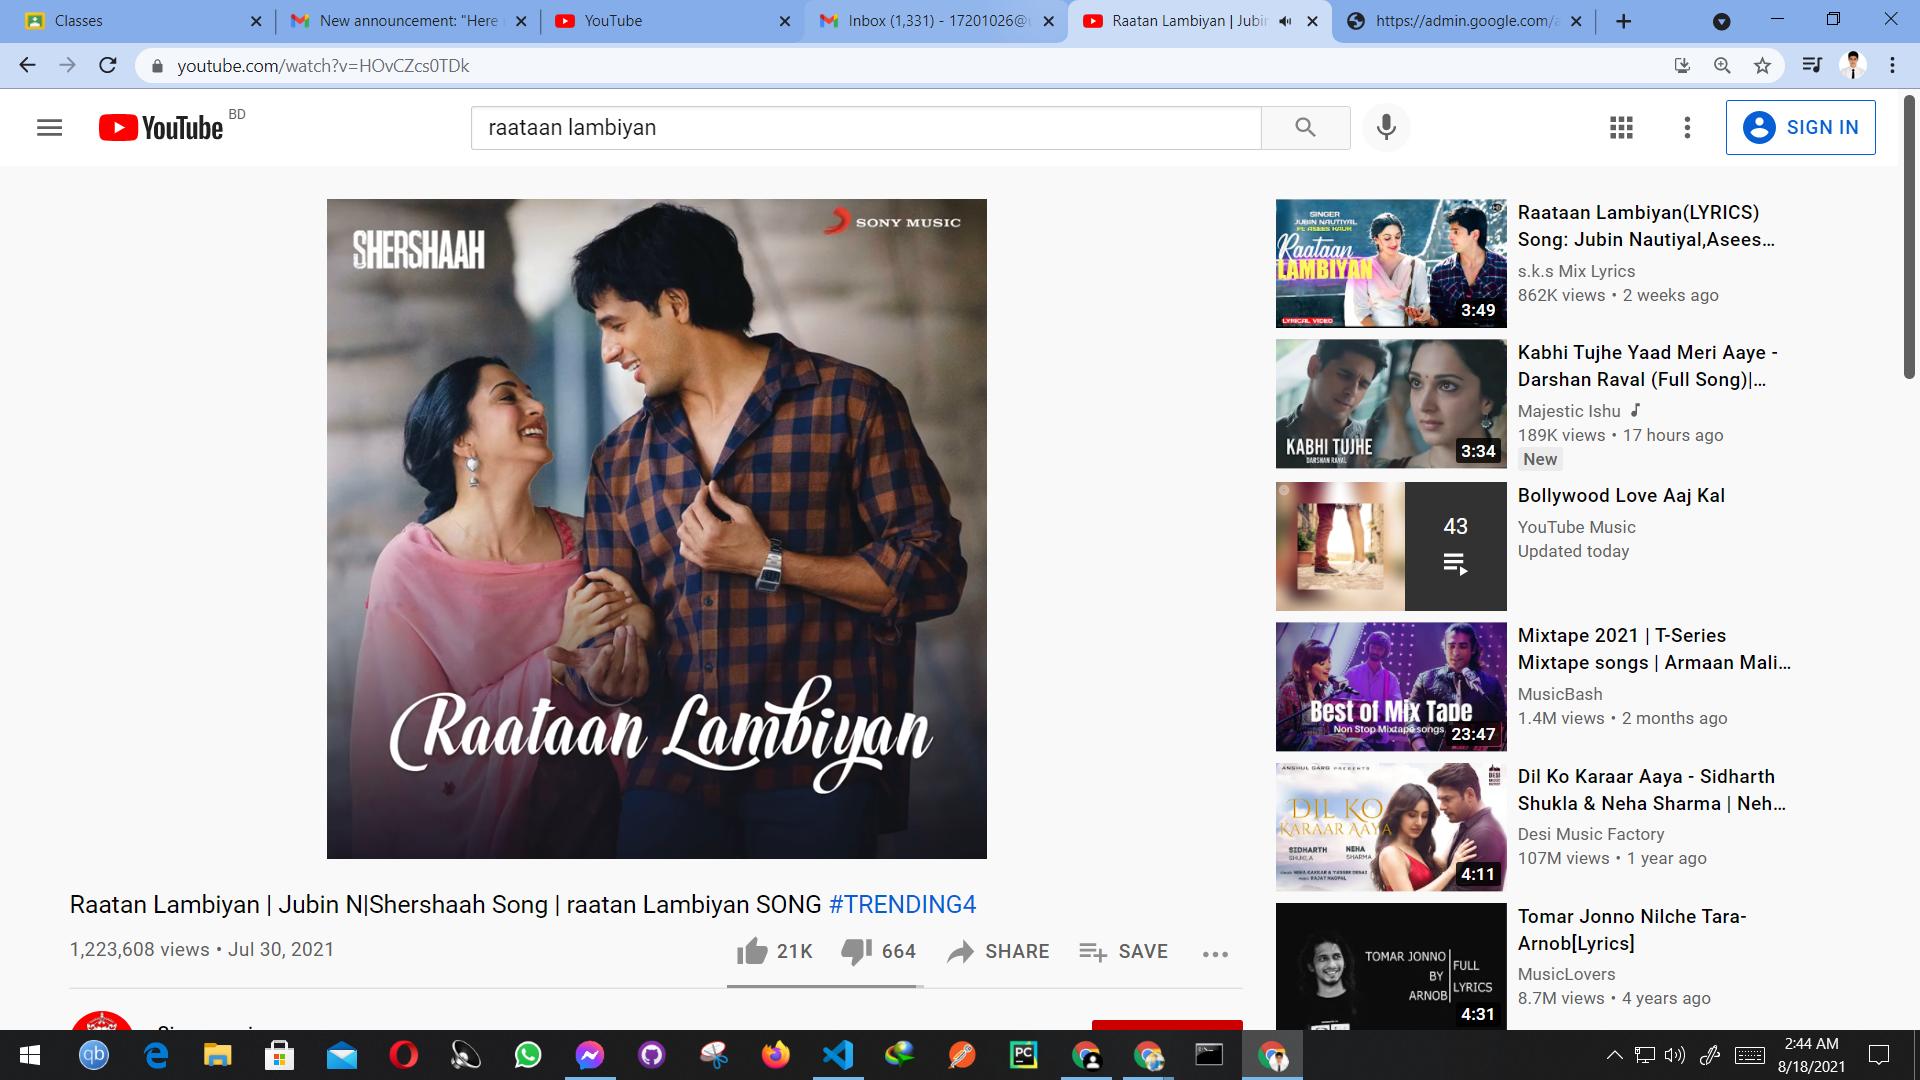 Classes
New announcement: "Here
YouTube
Inbox (1,331) - 17201026@
Raatan Lambiyan | Jubin
https://admin.google.com/a
youtube.com/watch?v=HOvCZcs0TDk
YouTube BD
raataan lambiyan
SIGN IN
SHERSHAAH
SONY MUSIC
Raataan Lambiyan
Raatan Lambiyan | Jubin N|Shershaah Song | raatan Lambiyan SONG #TRENDING4
1,223,608 views • Jul 30, 2021
21K
664
SHARE
SAVE
SINGER
JUBIN NAUTIYAL
FT. ASEES KAUR
Raataan
LAMBIYAN
LYRICAL VIDEO
3:49
Raataan Lambiyan(LYRICS)
Song: Jubin Nautiyal,Asees…
s.k.s Mix Lyrics
862K views • 2 weeks ago
KABHI TUJHE
DARSHAN RAVAL
3:34
Kabhi Tujhe Yaad Meri Aaye -
Darshan Raval (Full Song)|…
Majestic Ishu
189K views • 17 hours ago
New
43
Bollywood Love Aaj Kal
YouTube Music
Updated today
Best of Mix Tape
Non Stop Mixtape songs
23:47
Mixtape 2021 | T-Series
Mixtape songs | Armaan Mali…
MusicBash
1.4M views • 2 months ago
ANSHUL GARG PRESENTS
DESI MUSIC FACTORY
DIL KO
KARAAR AAYA
SIDHARTH
SHUKLA
NEHA
SHARMA
4:11
Dil Ko Karaar Aaya - Sidharth
Shukla & Neha Sharma | Neh…
Desi Music Factory
107M views • 1 year ago
TOMAR JONNO
BY
ARNOB
FULL
LYRICS
4:31
Tomar Jonno Nilche Tara-
Arnob[Lyrics]
MusicLovers
8.7M views • 4 years ago
qb
PC
2:44 AM
8/18/2021